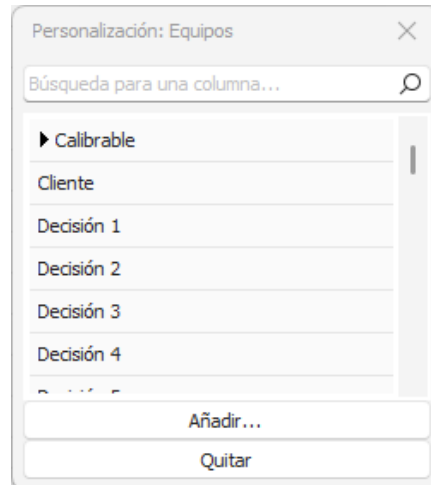 Personalización: Equipos
Búsqueda para una columna...
Calibrable
Cliente
Decisión 1
Decisión 2
Decisión 3
Decisión 4
Añadir...
Quitar